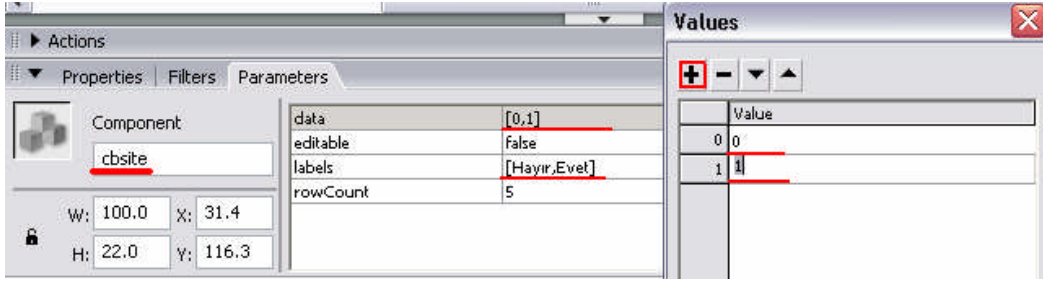 Actions
Properties Filters Parameters
Component
cbsite
W: 100.0 X: 31.4
H: 22.0 Y: 116.3
data [0,1]
editable false
labels [Hayır,Evet]
rowCount 5
Values
Value
0 0
1 1